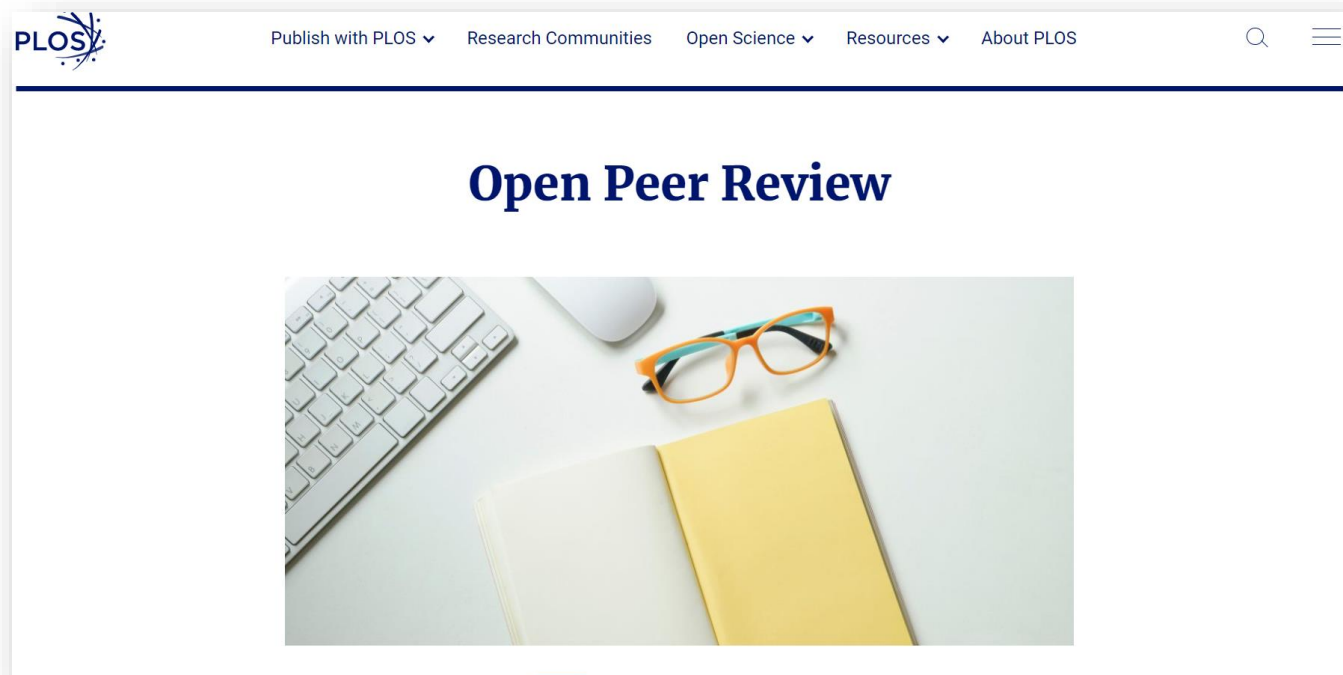 PLOS
Publish with PLOS Research Communities Open Science Resources About PLOS
Open Peer Review